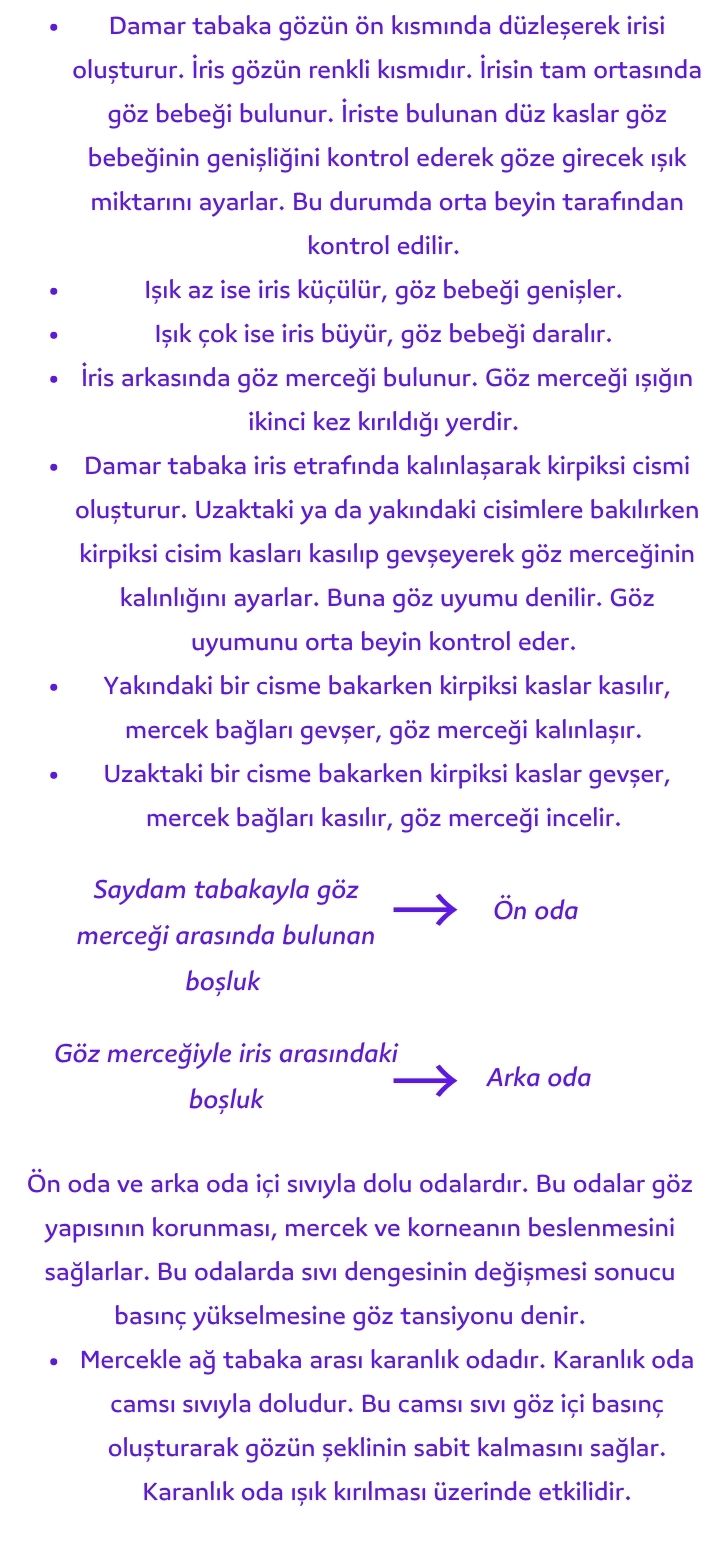 • Damar tabaka gözün ön kısmında düzleşerek irisi
oluşturur. İris gözün renkli kısmıdır. İrisin tam ortasında
göz bebeği bulunur. İriste bulunan düz kaslar göz
bebeğinin genişliğini kontrol ederek göze girecek ışık
miktarını ayarlar. Bu durumda orta beyin tarafından
kontrol edilir.
• Işık az ise iris küçülür, göz bebeği genişler.
• Işık çok ise iris büyür, göz bebeği daralır.
• İris arkasında göz merceği bulunur. Göz merceği ışığın
ikinci kez kırıldığı yerdir.
• Damar tabaka iris etrafında kalınlaşarak kirpiksi cismi
oluşturur. Uzaktaki ya da yakındaki cisimlere bakılırken
kirpiksi cisim kasları kasılıp gevşeyerek göz merceğinin
kalınlığını ayarlar. Buna göz uyumu denilir. Göz
uyumunu orta beyin kontrol eder.
• Yakındaki bir cisme bakarken kirpiksi kaslar kasılır,
mercek bağları gevşer, göz merceği kalınlaşır.
• Uzaktaki bir cisme bakarken kirpiksi kaslar gevşer,
mercek bağları kasılır, göz merceği incelir.
Saydam tabakayla göz
merceği arasında bulunan
boşluk
→ Ön oda
Göz merceğiyle iris arasındaki
boşluk
→ Arka oda
Ön oda ve arka oda içi sıvıyla dolu odalardır. Bu odalar göz
yapısının korunması, mercek ve korneanın beslenmesini
sağlarlar. Bu odalarda sıvı dengesinin değişmesi sonucu
basınç yükselmesine göz tansiyonu denir.
• Mercekle ağ tabaka arası karanlık odadır. Karanlık oda
camsı sıvıyla doludur. Bu camsı sıvı göz içi basınç
oluşturarak gözün şeklinin sabit kalmasını sağlar.
Karanlık oda ışık kırılması üzerinde etkilidir.